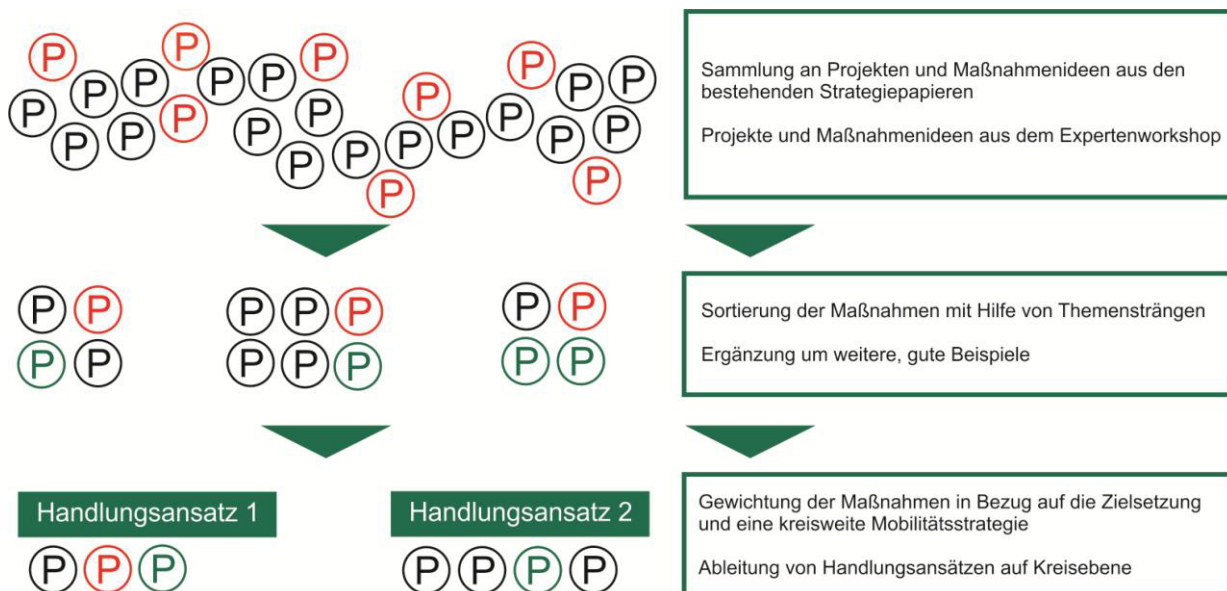 P P P P P P P P P P P P P P P P P P P P P P P P P P P P
Sammlung an Projekten und Maßnahmenideen aus den
bestehenden Strategiepapieren
Projekte und Maßnahmenideen aus dem Expertenworkshop
P P P P P P P
P P P P P P P
Sortierung der Maßnahmen mit Hilfe von Themensträngen
Ergänzung um weitere, gute Beispiele
Handlungsansatz 1
P P P
Handlungsansatz 2
P P P P
Gewichtung der Maßnahmen in Bezug auf die Zielsetzung
und eine kreisweite Mobilitätsstrategie
Ableitung von Handlungsansätzen auf Kreisebene